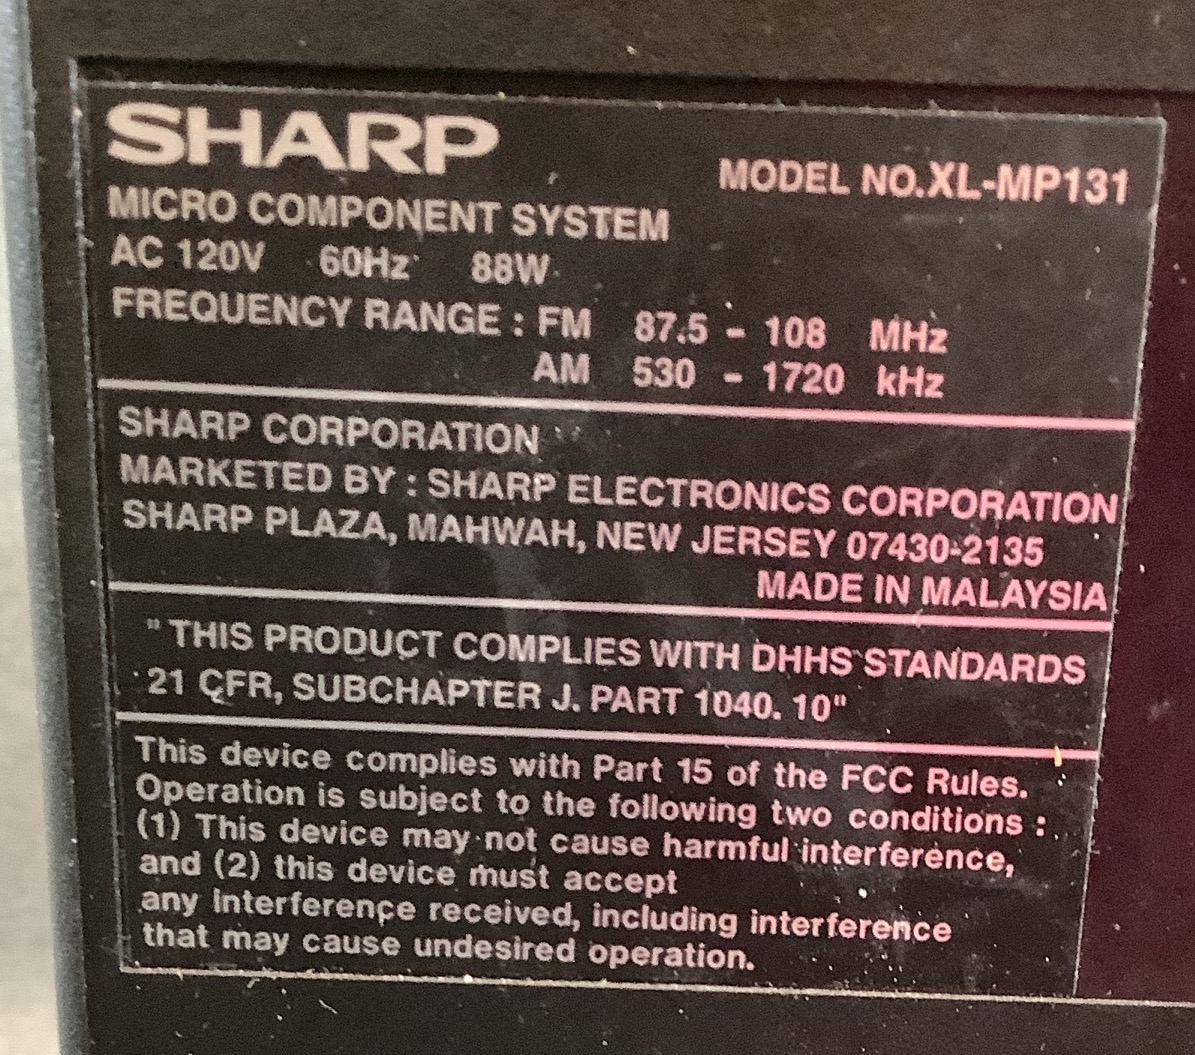 SHARP
MODEL NO.XL-MP131
MICRO COMPONENT SYSTEM
AC 120V 60Hz 88W
FREQUENCY RANGE : FM 87.5 - 108 MHz
AM 530 - 1720 kHz
SHARP CORPORATION
MARKETED BY : SHARP ELECTRONICS CORPORATION
SHARP PLAZA, MAHWAH, NEW JERSEY 07430-2135
MADE IN MALAYSIA
" THIS PRODUCT COMPLIES WITH DHHS STANDARDS
21 CFR, SUBCHAPTER J. PART 1040. 10"
This device complies with Part 15 of the FCC Rules.
Operation is subject to the following two conditions :
(1) This device may not cause harmful interference,
and (2) this device must accept
any interference received, including interference
that may cause undesired operation.